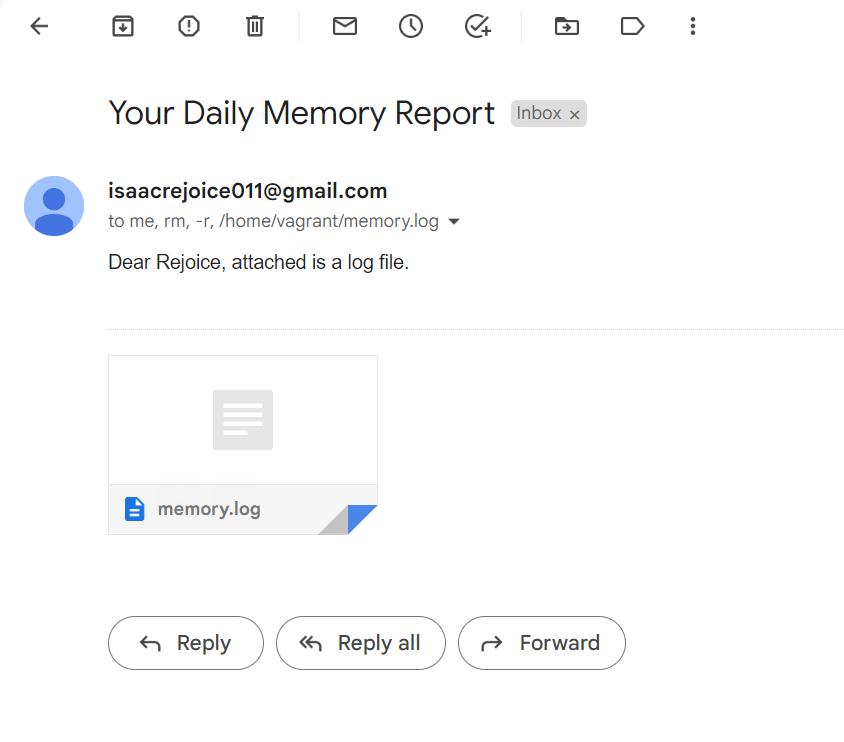 Your Daily Memory Report Inbox ×
isaacrejoice011@gmail.com
to me, rm, -r, /home/vagrant/memory.log
Dear Rejoice, attached is a log file.
memory.log
Reply Reply all Forward